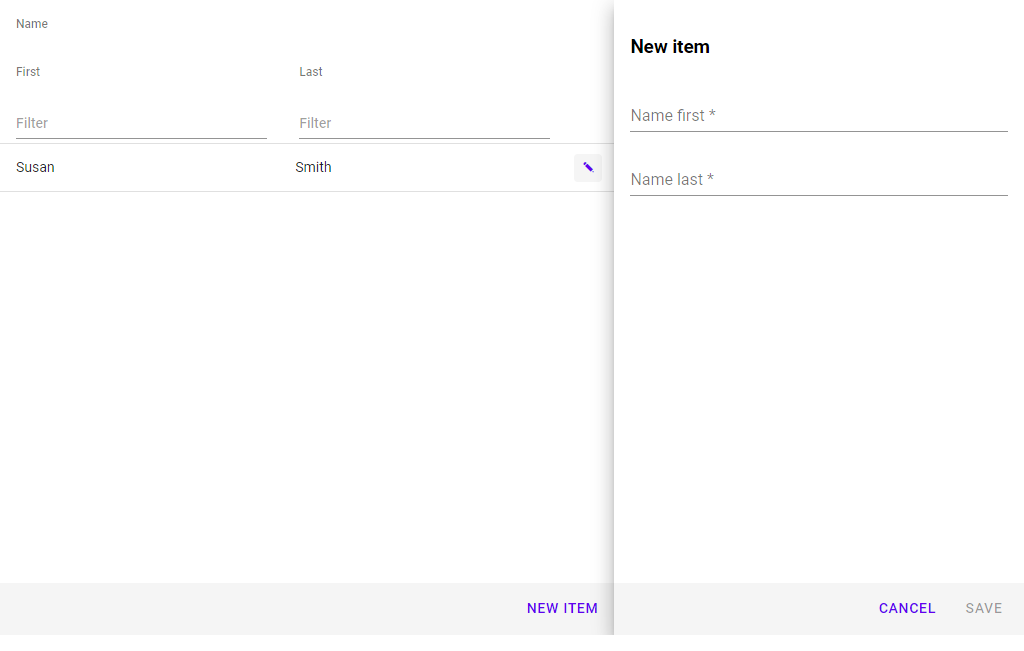 Name
First Last
Filter Filter
Susan Smith
NEW ITEM
New item
Name first *
Name last *
CANCEL SAVE